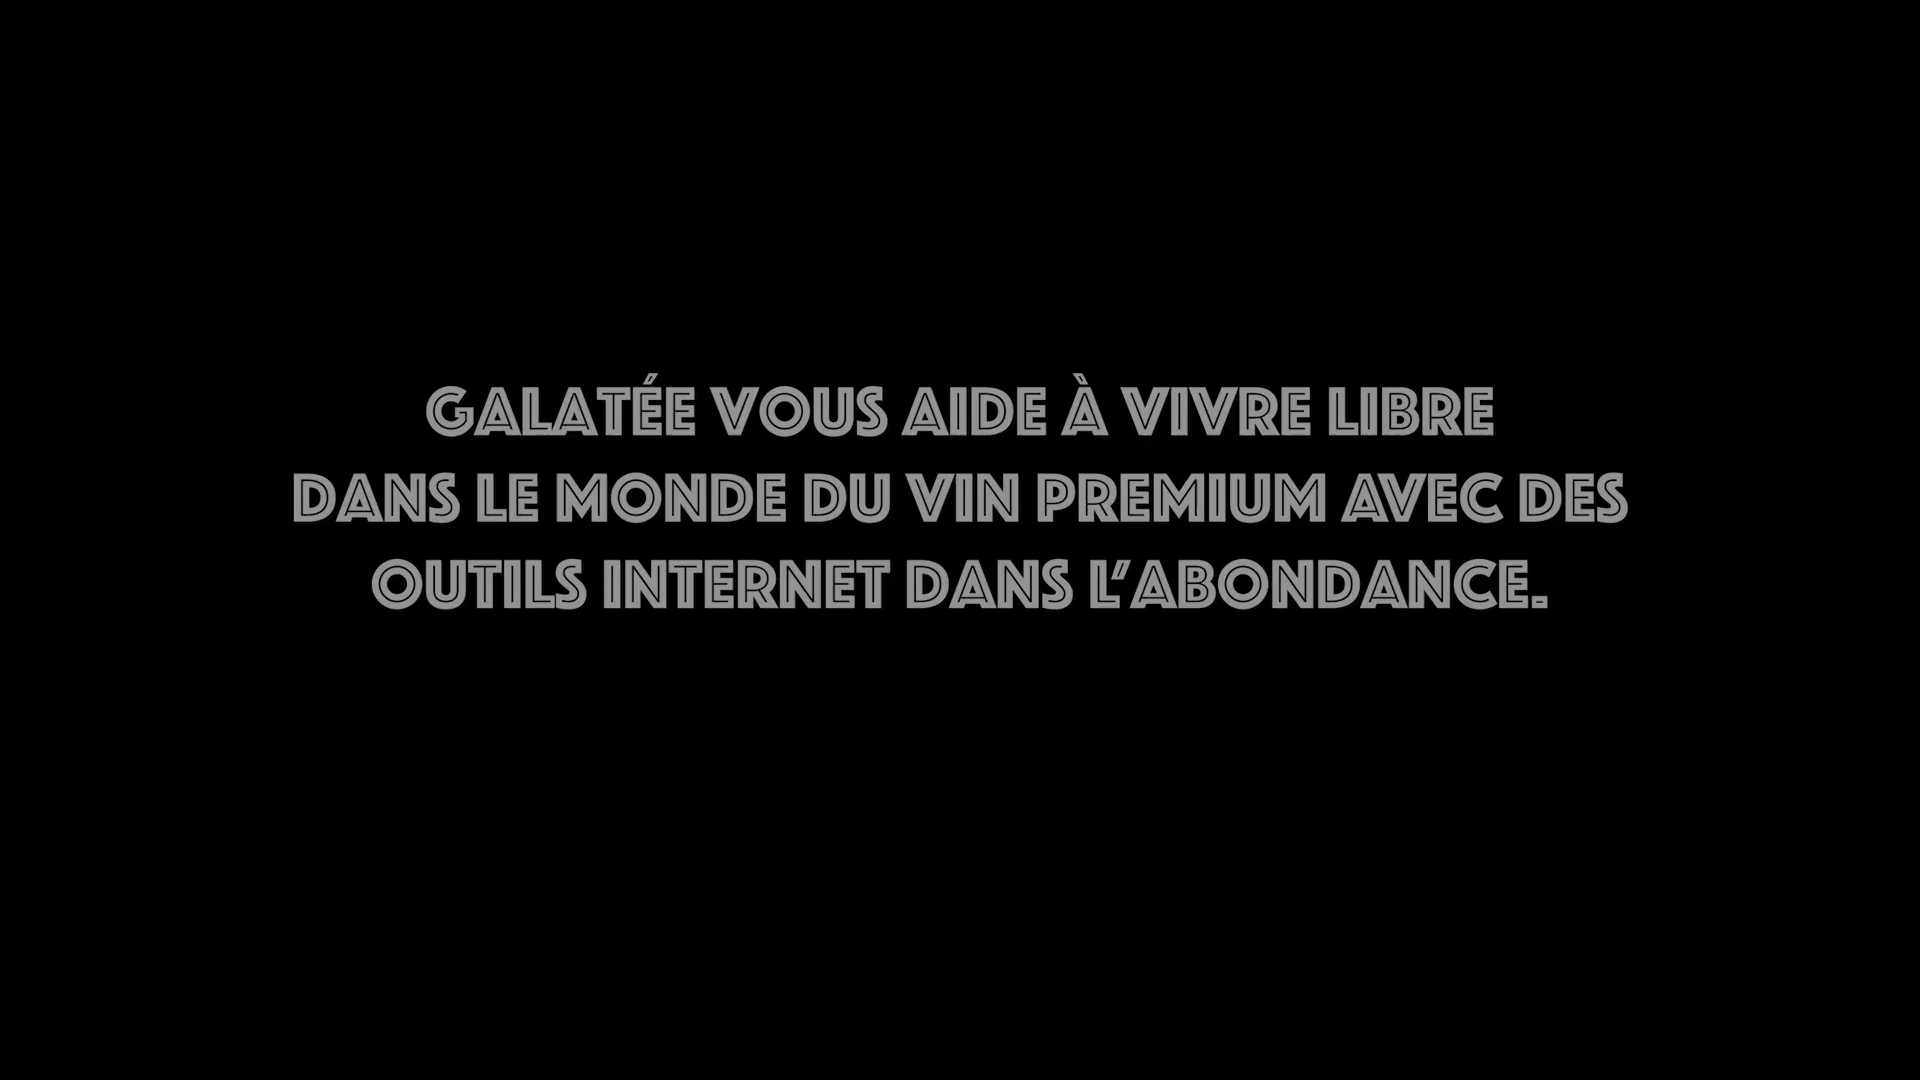 GALATÉE VOUS AIDE À VIVRE LIBRE
DANS LE MONDE DU VIN PREMIUM AVEC DES
OUTILS INTERNET DANS L’ABONDANCE.